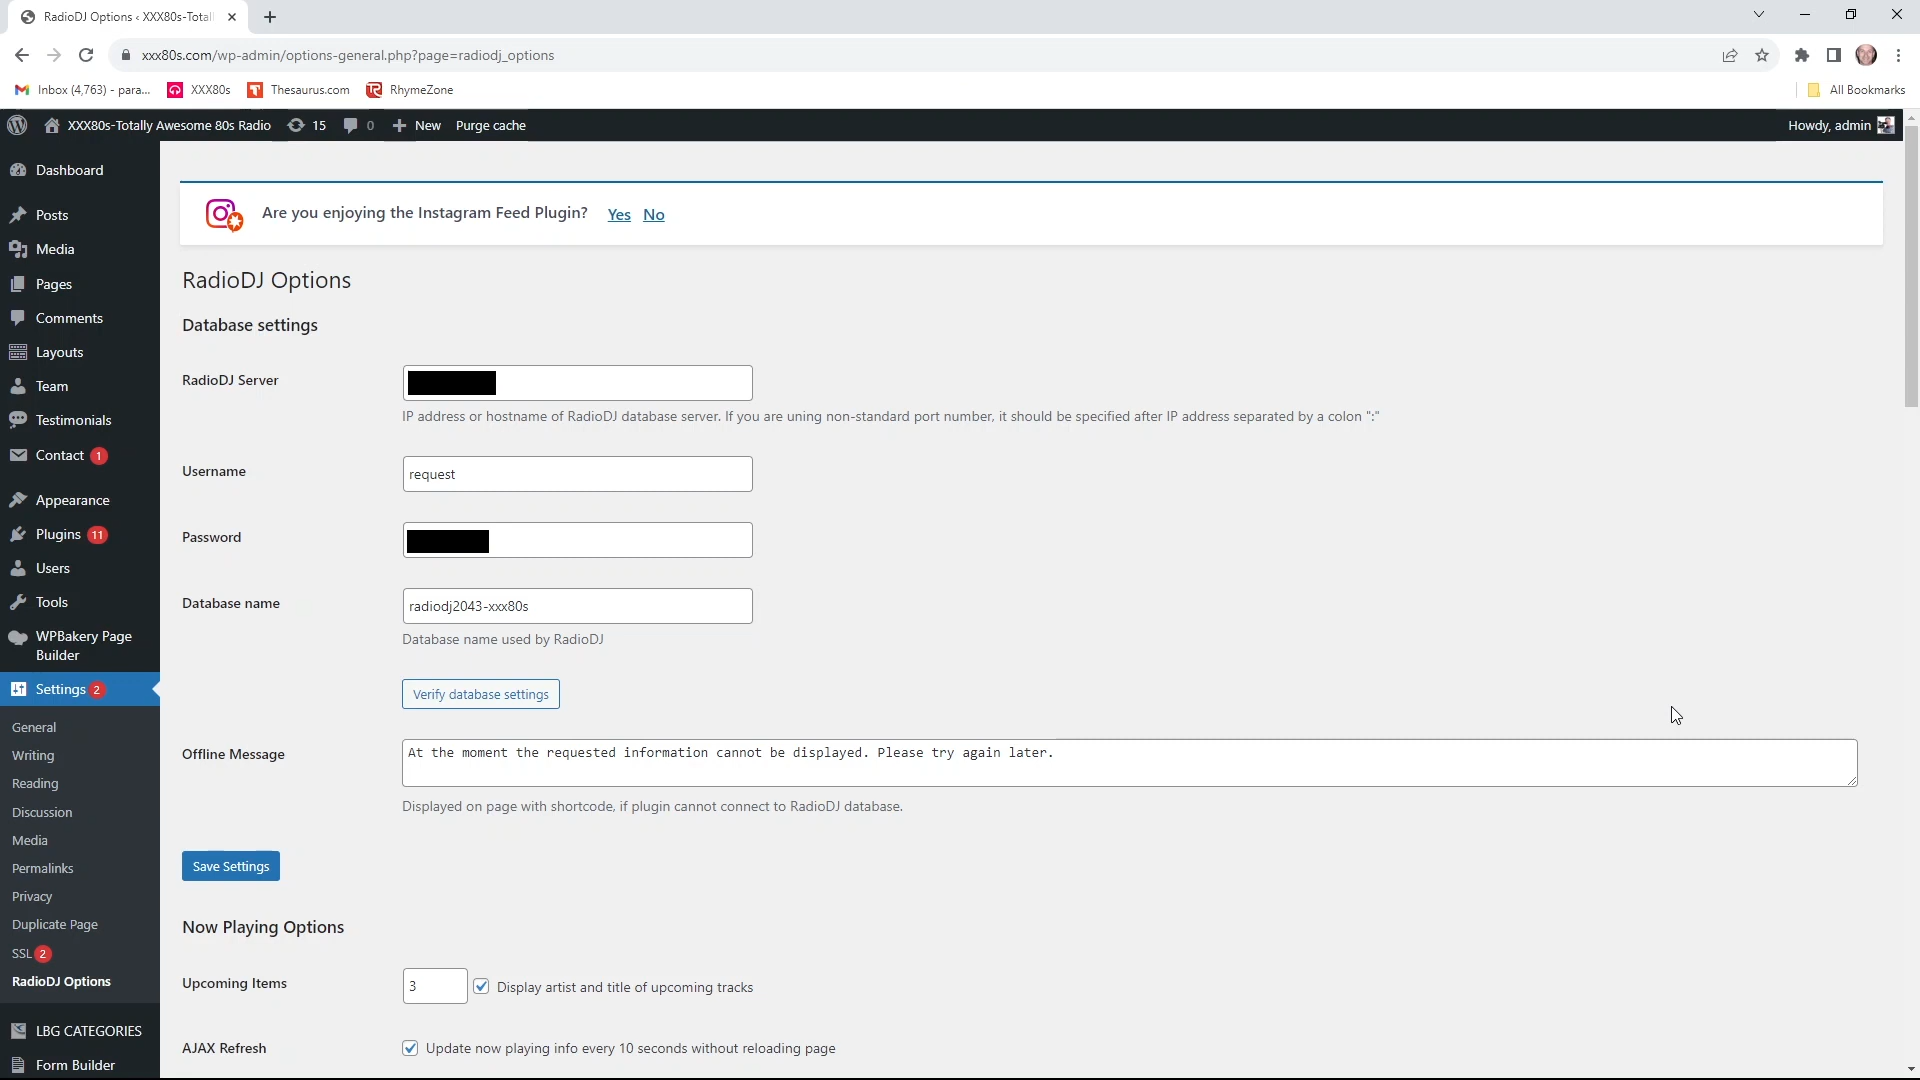 RadioDJ Options ‹ XXX80s-Totall
xxx80s.com/wp-admin/options-general.php?page=radiodj_options
Inbox (4,763) - para... XXX80s Thesaurus.com RhymeZone All Bookmarks
XXX80s-Totally Awesome 80s Radio 15 0 New Purge cache Howdy, admin
Dashboard
Posts
Media
Pages
Comments
Layouts
Team
Testimonials
Contact 1
Appearance
Plugins 11
Users
Tools
WPBakery Page
Builder
Settings 2
General
Writing
Reading
Discussion
Media
Permalinks
Privacy
Duplicate Page
SSL 2
RadioDJ Options
LBG CATEGORIES
Form Builder
Are you enjoying the Instagram Feed Plugin? Yes No
RadioDJ Options
Database settings
RadioDJ Server
IP address or hostname of RadioDJ database server. If you are uning non-standard port number, it should be specified after IP address separated by a colon ":"
Username request
Password
Database name radiodj2043-xxx80s
Database name used by RadioDJ
Verify database settings
Offline Message At the moment the requested information cannot be displayed. Please try again later.
Displayed on page with shortcode, if plugin cannot connect to RadioDJ database.
Save Settings
Now Playing Options
Upcoming Items 3 Display artist and title of upcoming tracks
AJAX Refresh Update now playing info every 10 seconds without reloading page